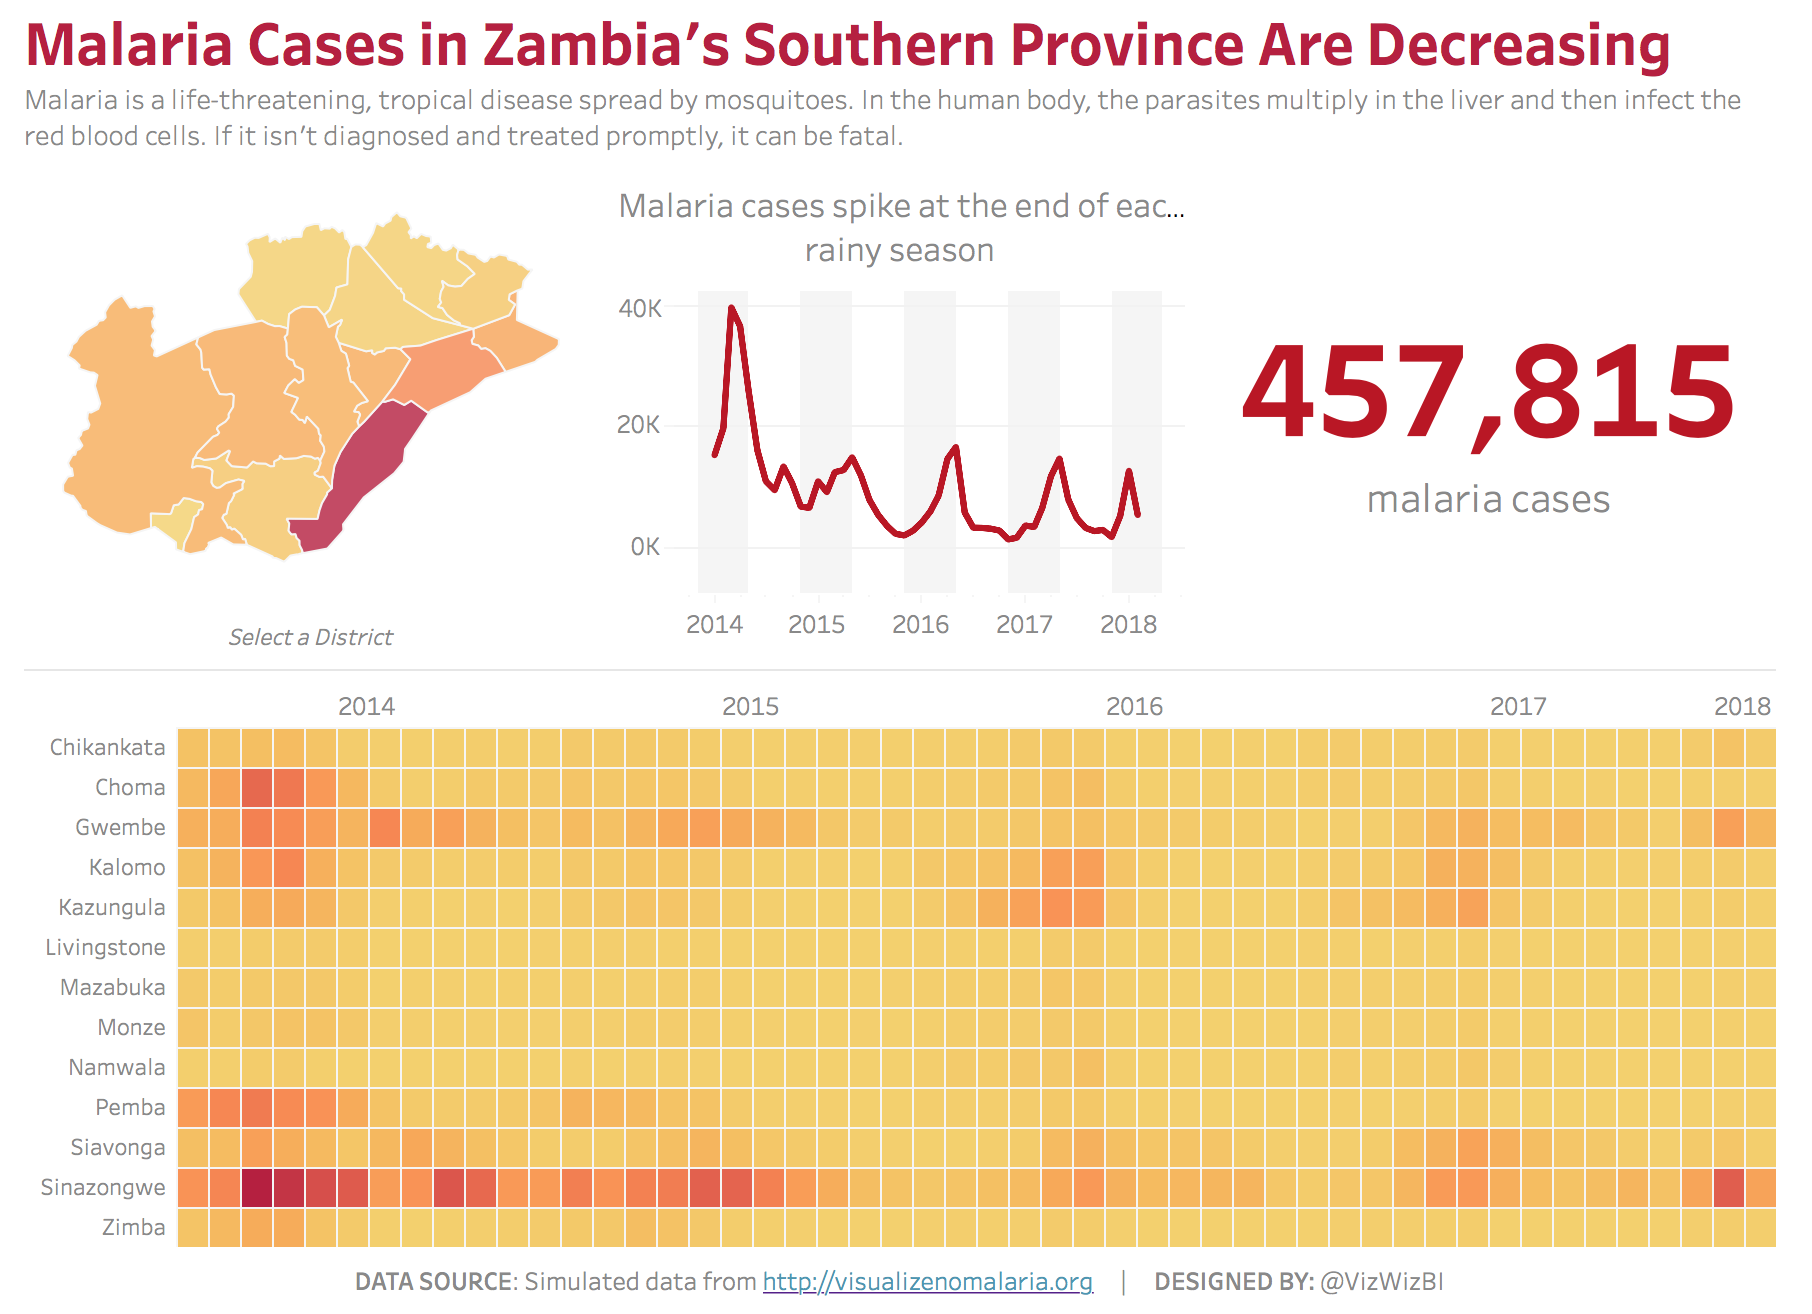 Malaria Cases in Zambia's Southern Province Are Decreasing
Malaria is a life-threatening, tropical disease spread by mosquitoes. In the human body, the parasites multiply in the liver and then infect the
red blood cells. If it isn't diagnosed and treated promptly, it can be fatal.
Malaria cases spike at the end of eac...
rainy season
40K
20K
0K
2014 2015 2016 2017 2018
457,815
malaria cases
Select a District
2014 2015 2016 2017 2018
Chikankata
Choma
Gwembe
Kalomo
Kazungula
Livingstone
Mazabuka
Monze
Namwala
Pemba
Siavonga
Sinazongwe
Zimba
DATA SOURCE: Simulated data from http://visualizenomalaria.org | DESIGNED BY: @VizWizBI